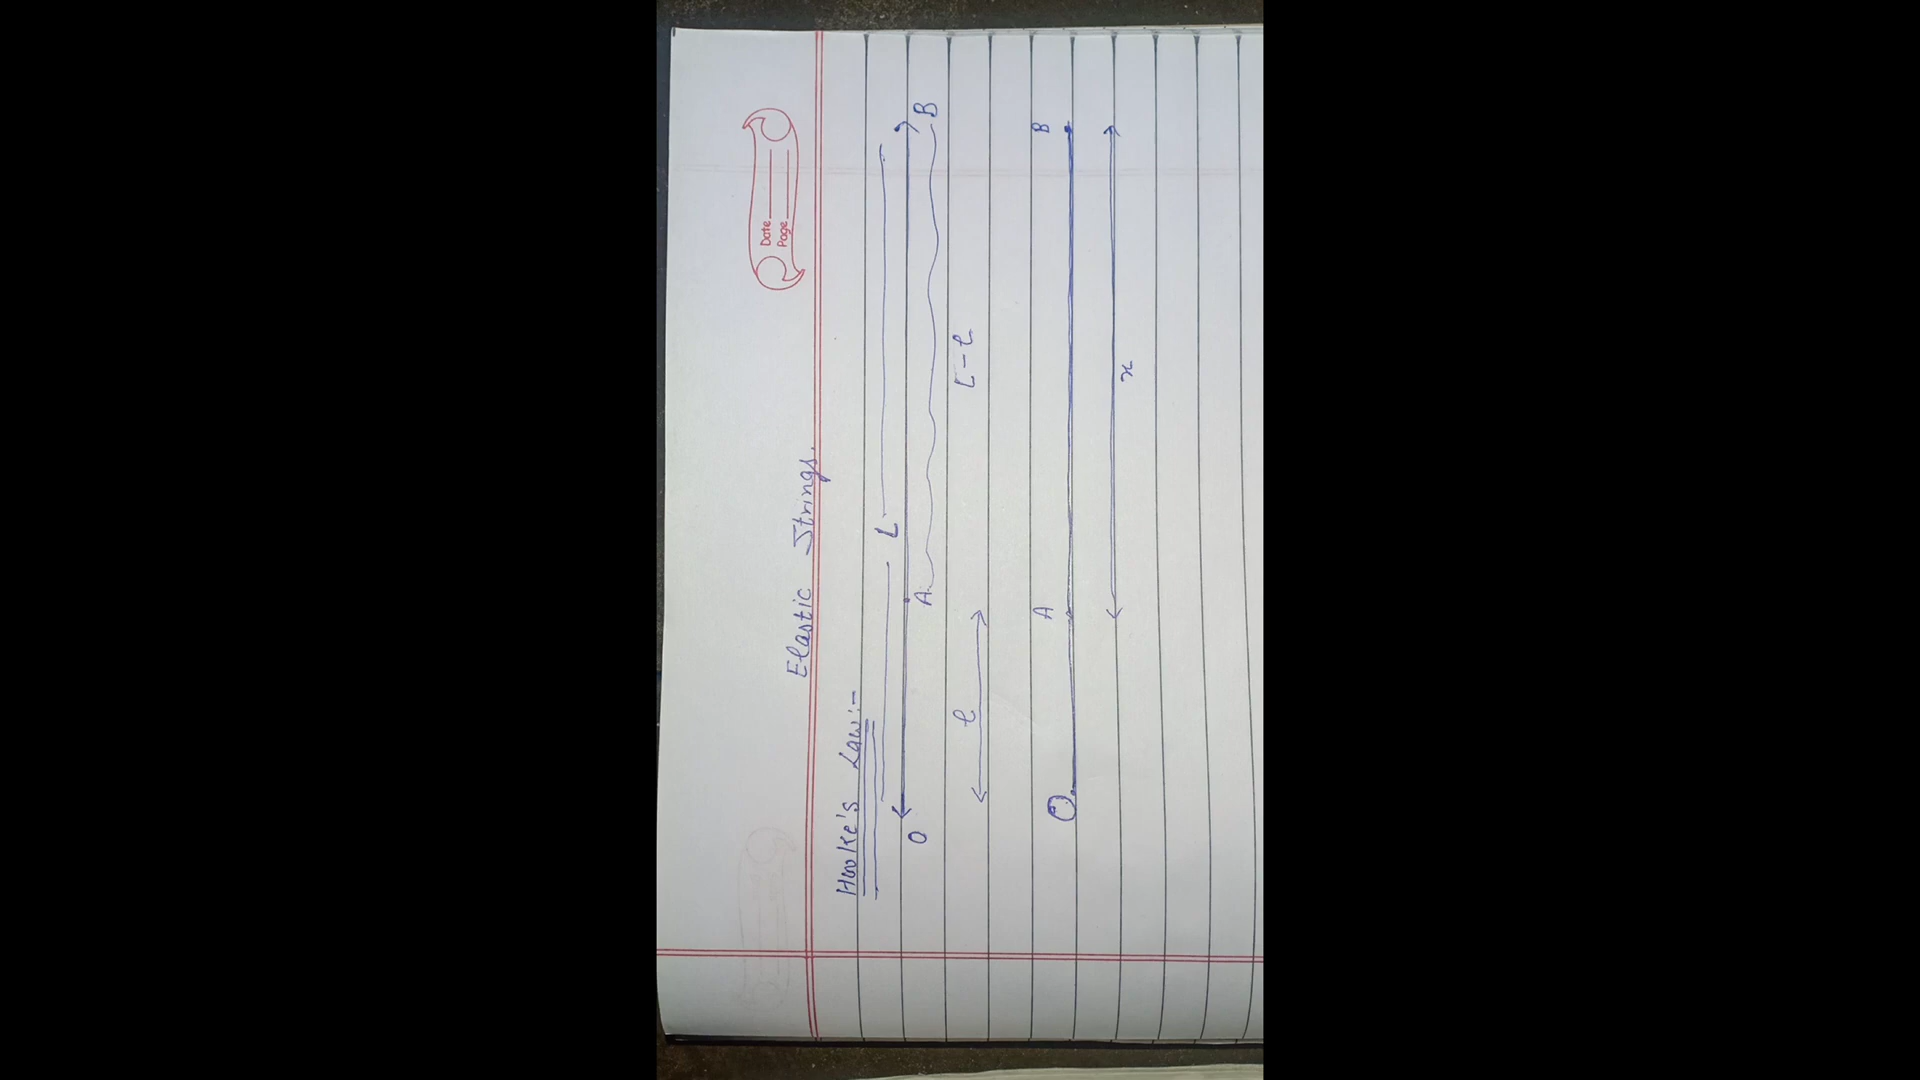 Date
Page
Elastic Strings.
Hooke's Law:-
L
O A B
l L-l
O A B
x